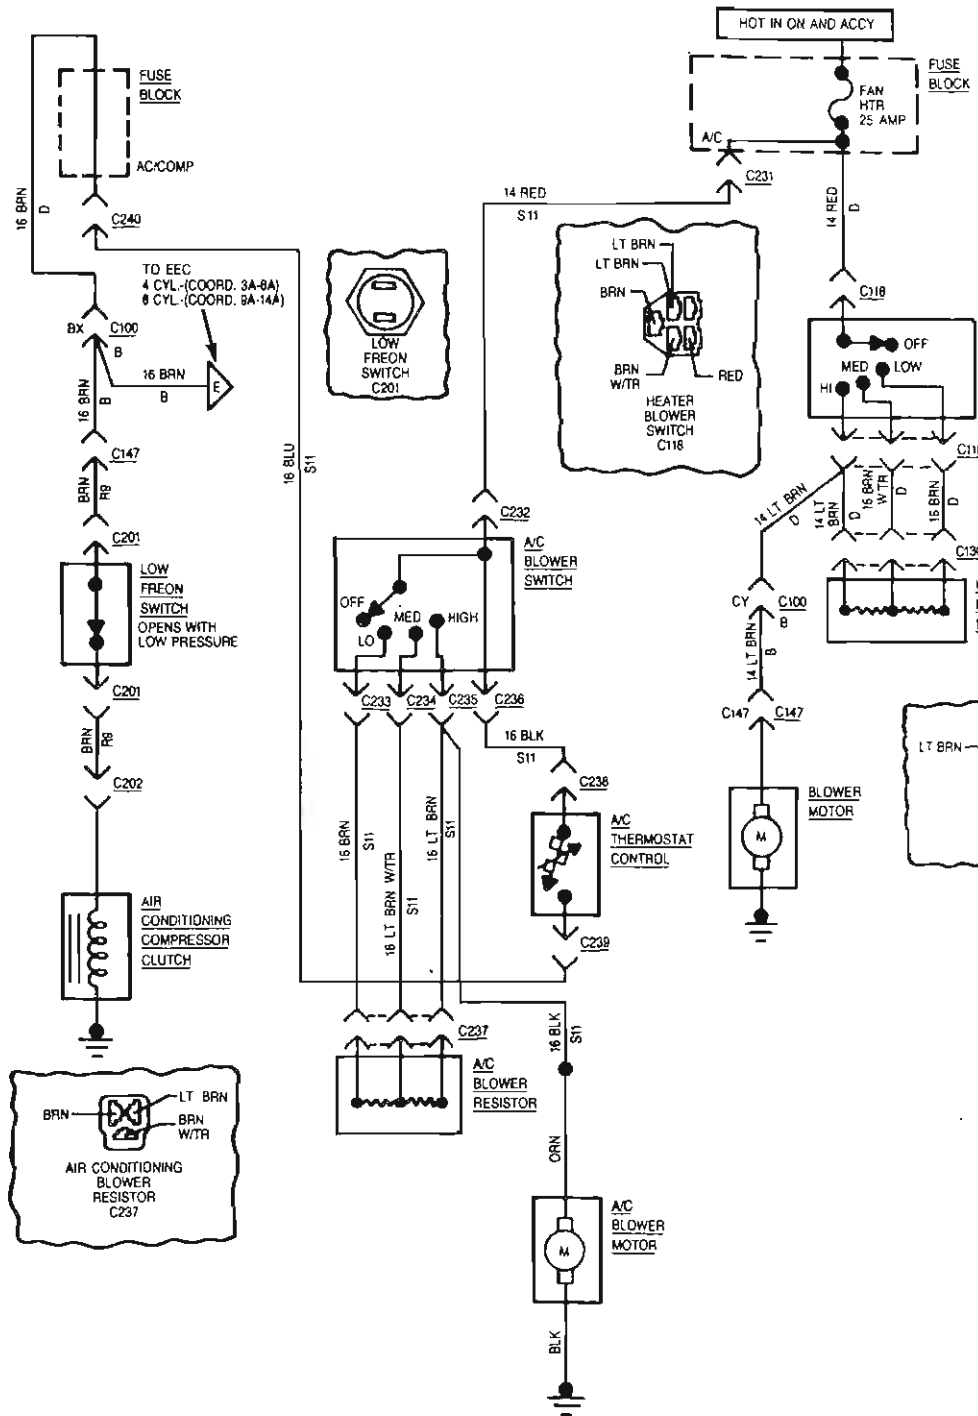 HOT IN ON AND ACCY
FUSE
BLOCK
FAN
HTR
25 AMP
A/C
C231
FUSE
BLOCK
AC/COMP
16 BRN
D
C240
14 RED
S11
14 RED
D
TO EEC
4 CYL.-(COORD. 3A-8A)
6 CYL.-(COORD. 8A-14A)
BX
C100
B
16 BRN
B
E
16 BRN
B
LOW
FREON
SWITCH
C201
LT BRN
LT BRN
BRN
BRN
W/TR
RED
HEATER
BLOWER
SWITCH
C118
C118
OFF
MED
LOW
HI
C147
BRN
R9
C201
16 BLU
S11
14 LT BRN
D
14 LT
BRN
D
16 BRN
W/TR
D
16 BRN
D
C232
LOW
FREON
SWITCH
OPENS WITH
LOW PRESSURE
A/C
BLOWER
SWITCH
OFF
LO
MED
HIGH
CY
C100
B
14 LT BRN
B
C201
BRN
R9
C202
C233
C234
C235
C236
16 BLK
S11
C238
C147
C147
LT BRN
16 BRN
S11
16 LT BRN W/TR
S11
16 LT BRN
S11
A/C
THERMOSTAT
CONTROL
BLOWER
MOTOR
M
AIR
CONDITIONING
COMPRESSOR
CLUTCH
C239
C237
16 BLK
S11
A/C
BLOWER
RESISTOR
BRN
LT BRN
BRN
W/TR
AIR CONDITIONING
BLOWER
RESISTOR
C237
ORN
A/C
BLOWER
MOTOR
M
BLK